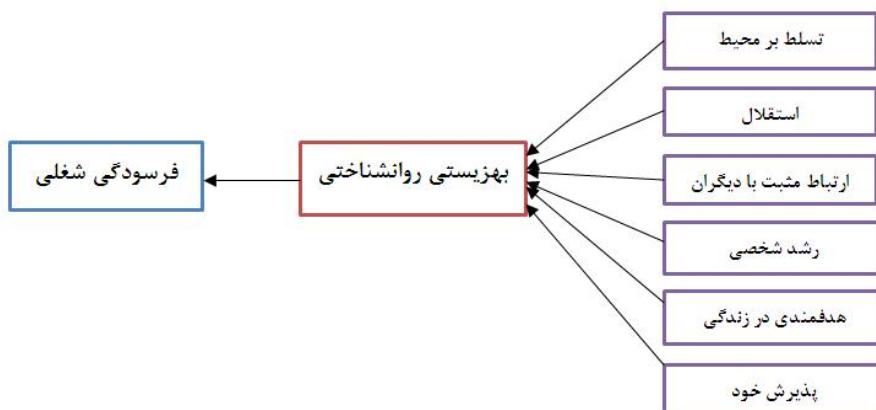 تسلط بر محیط
استقلال
ارتباط مثبت با دیگران
رشد شخصی
هدفمندی در زندگی
پذیرش خود
بهزیستی روانشناختی
فرسودگی شغلی